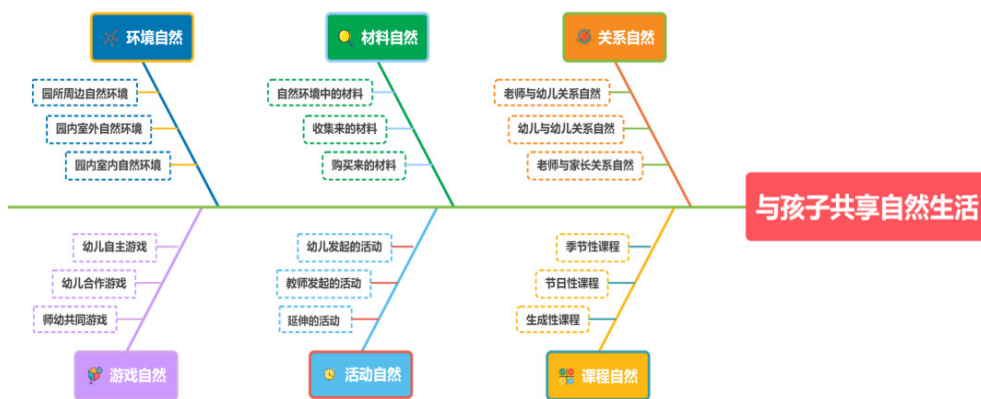 环境自然
材料自然
关系自然
园所周边自然环境
园内室外自然环境
园内室内自然环境
自然环境中的材料
收集来的材料
购买来的材料
老师与幼儿关系自然
幼儿与幼儿关系自然
老师与家长关系自然
与孩子共享自然生活
幼儿自主游戏
幼儿合作游戏
师幼共同游戏
幼儿发起的活动
教师发起的活动
延伸的活动
季节性课程
节日性课程
生成性课程
游戏自然
活动自然
课程自然